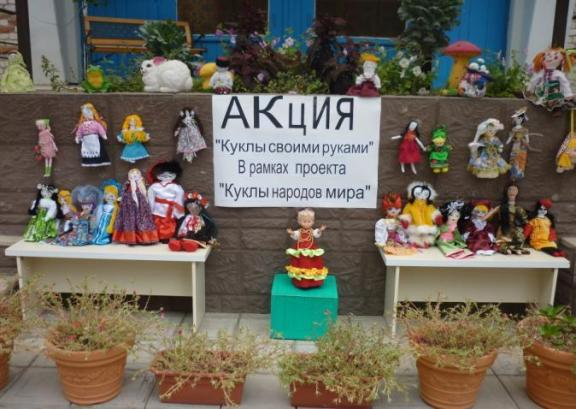 АКЦИЯ
"Куклы своими руками"
В рамках проекта
"Куклы народов мира"